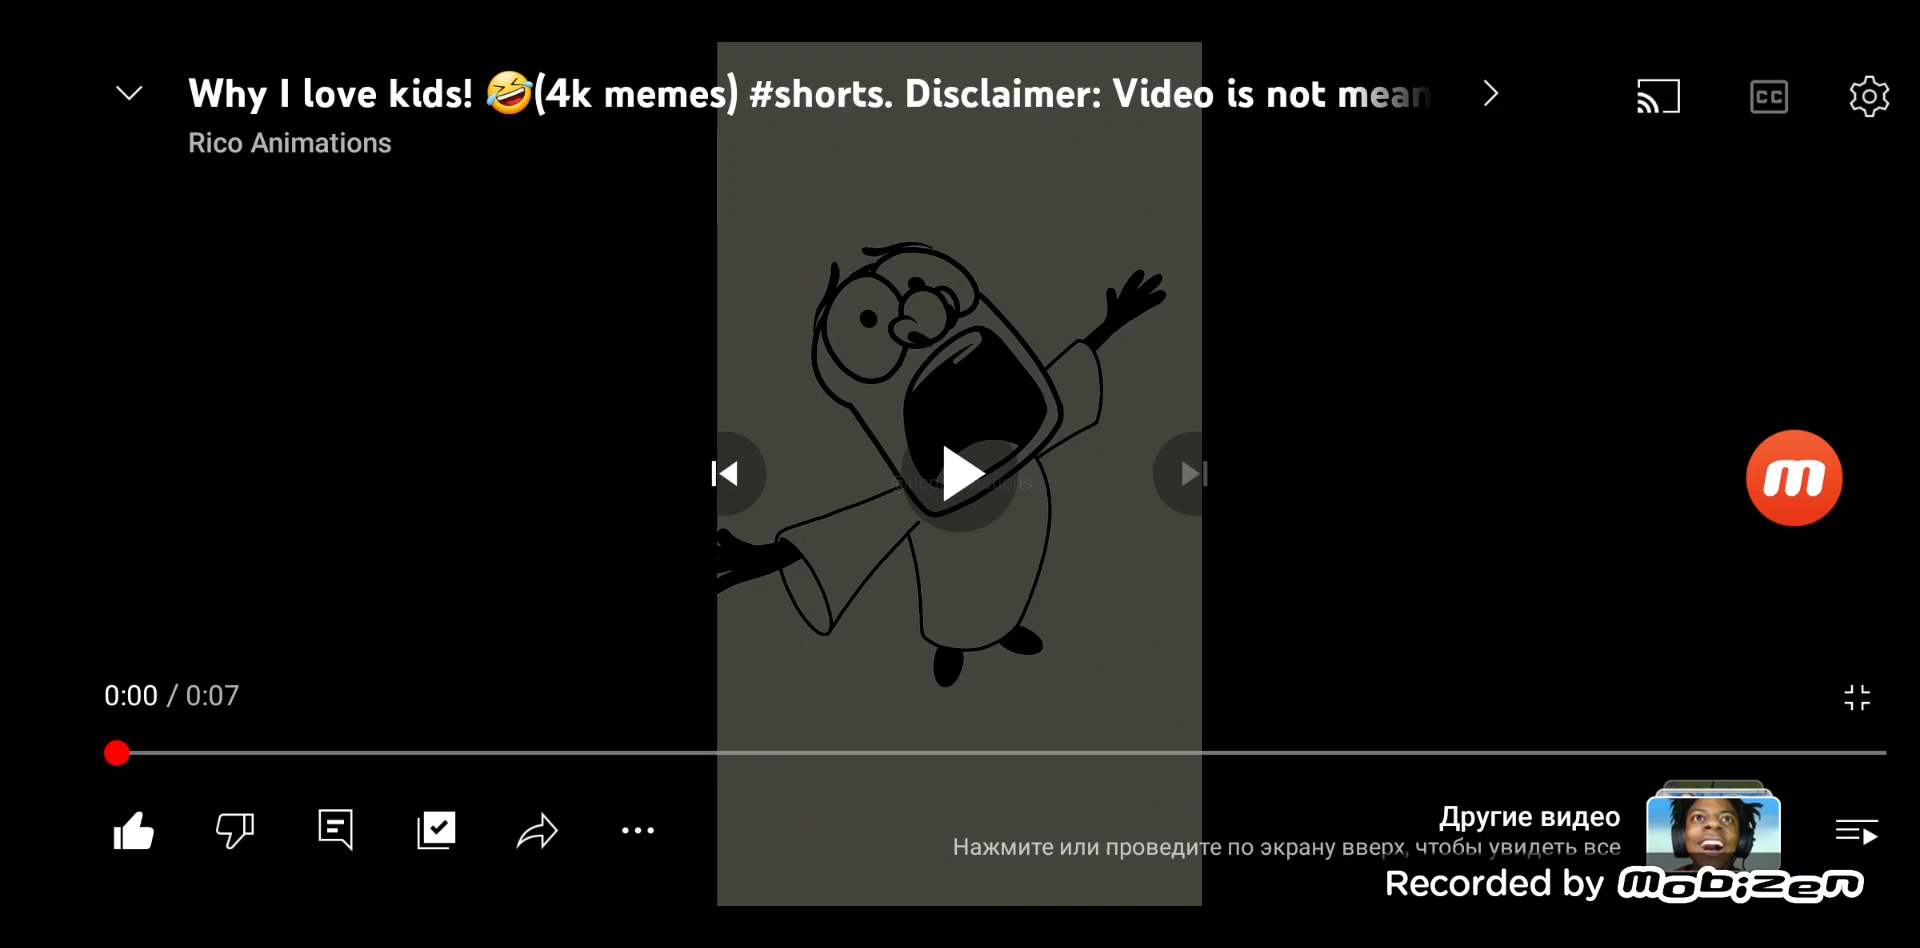 Why I love kids! 🤣(4k memes) #shorts. Disclaimer: Video is not mean
Rico Animations
CC
m
0:00 / 0:07
Другие видео
Нажмите или проведите по экрану вверх, чтобы увидеть все
Recorded by mobizen